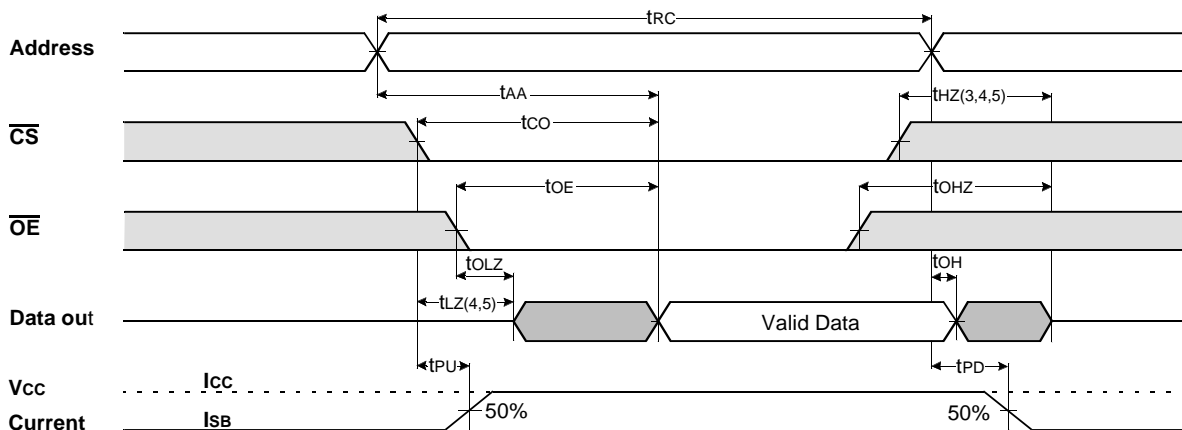 tRC
Address
tAA
tHZ(3,4,5)
CS
tCO
tOE
tOHZ
OE
tOLZ
tOH
tLZ(4,5)
Data out
Valid Data
tPU
tPD
VCC
ICC
50%
50%
Current
ISB